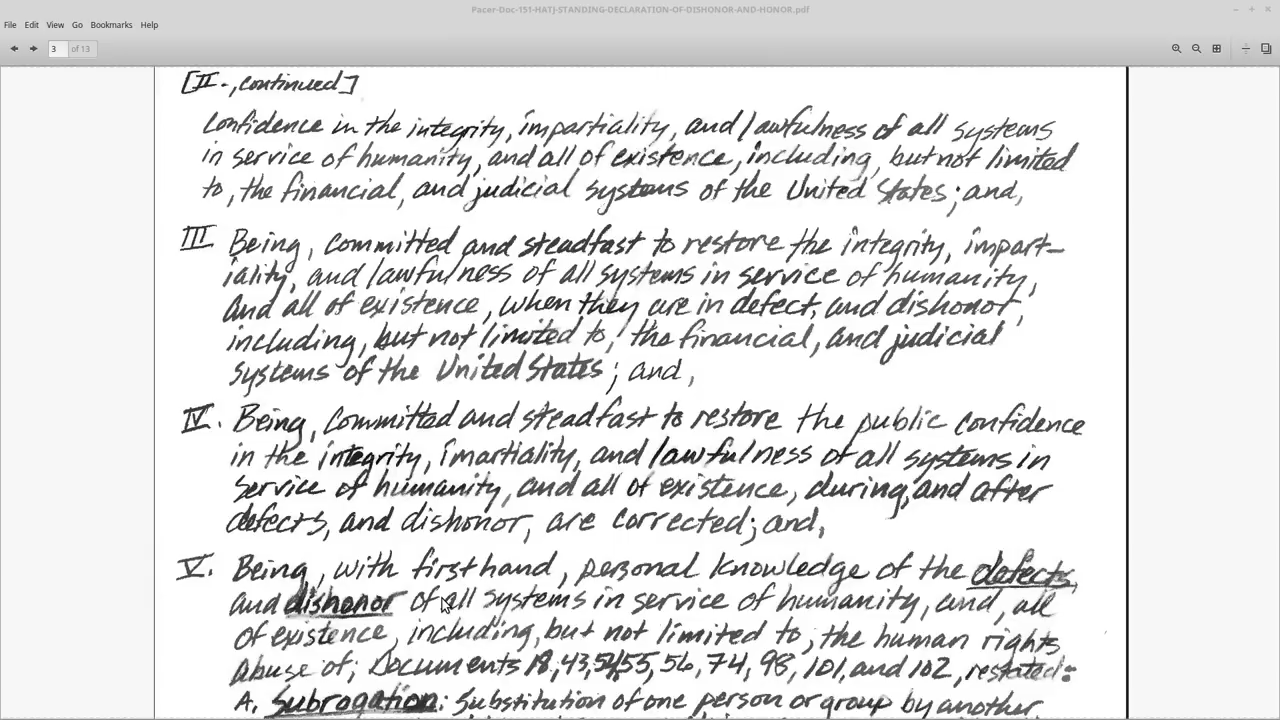 Pacer-Doc-151-HATJ-STANDING-DECLARATION-OF-DISHONOR-AND-HONOR.pdf
File Edit View Go Bookmarks Help
3 of 13
[II., continued]
Confidence in the integrity, impartiality, and lawfulness of all systems
in service of humanity, and all of existence, including, but not limited
to, the financial, and judicial systems of the United States; and,
III Being, committed and steadfast to restore the integrity, impart-
iality, and lawfulness of all systems in service of humanity,
and all of existence, when they are in defect, and dishonor,
including, but not limited to, the financial, and judicial
systems of the United States; and,
IV. Being, committed and steadfast to restore the public confidence
in the integrity, imartiality, and lawfulness of all systems in
service of humanity, and all of existence, during, and after
defects, and dishonor, are corrected; and,
V. Being, with firsthand, personal knowledge of the defects,
and dishonor of all systems in service of humanity, and, all
of existence, including, but not limited to, the human rights
abuse of; Documents 18, 43, 55, 56, 74, 98, 101, and 102, restated:
A. Subrogation: Substitution of one person or group by another